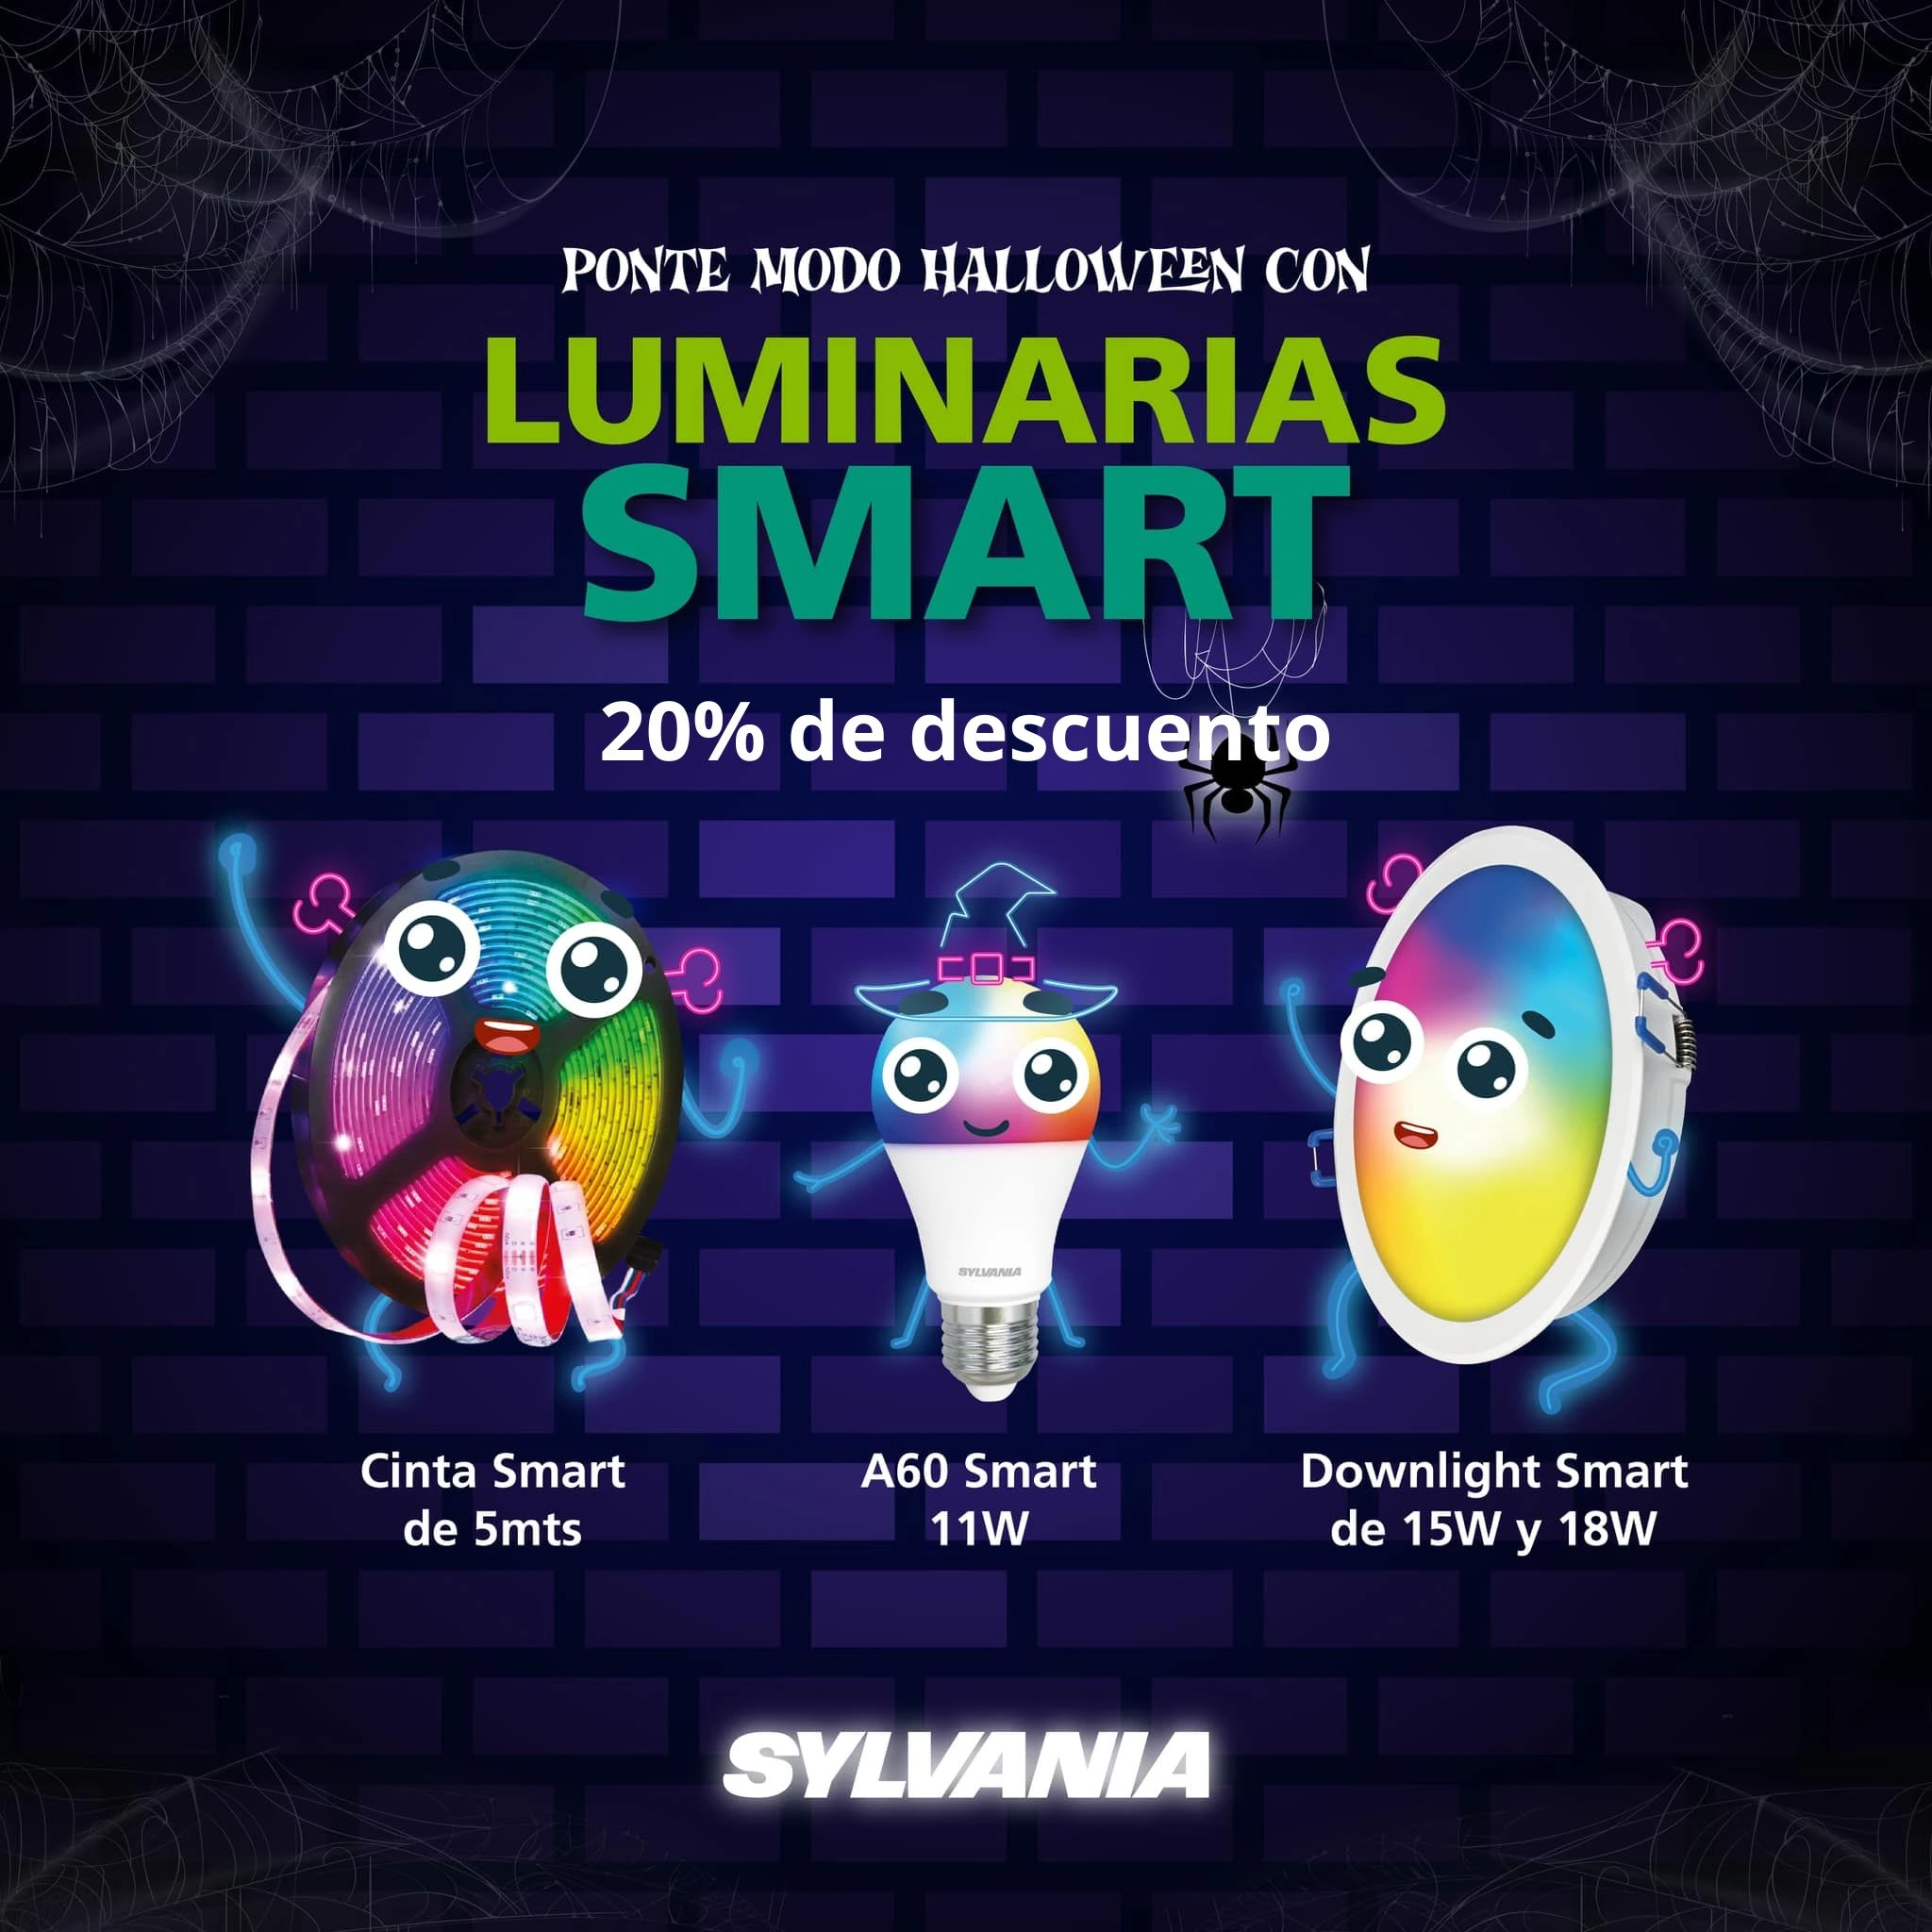 PONTE MODO HALLOWEEN CON
LUMINARIAS
SMART
20% de descuento
SYLVANIA
Cinta Smart
de 5mts
A60 Smart
11W
Downlight Smart
de 15W y 18W
SYLVANIA